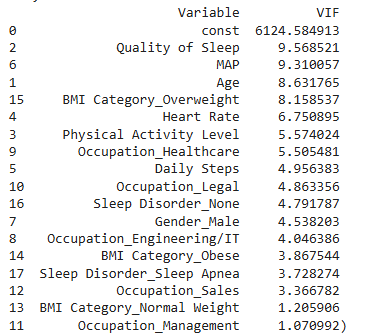 Variable VIF
0 const 6124.584913
2 Quality of Sleep 9.568521
6 MAP 9.310057
1 Age 8.631765
15 BMI Category_Overweight 8.158537
4 Heart Rate 6.750895
3 Physical Activity Level 5.574024
9 Occupation_Healthcare 5.505481
5 Daily Steps 4.956383
10 Occupation_Legal 4.863356
16 Sleep Disorder_None 4.791787
7 Gender_Male 4.538203
8 Occupation_Engineering/IT 4.046386
14 BMI Category_Obese 3.867544
17 Sleep Disorder_Sleep Apnea 3.728274
12 Occupation_Sales 3.366782
13 BMI Category_Normal Weight 1.205906
11 Occupation_Management 1.070992)